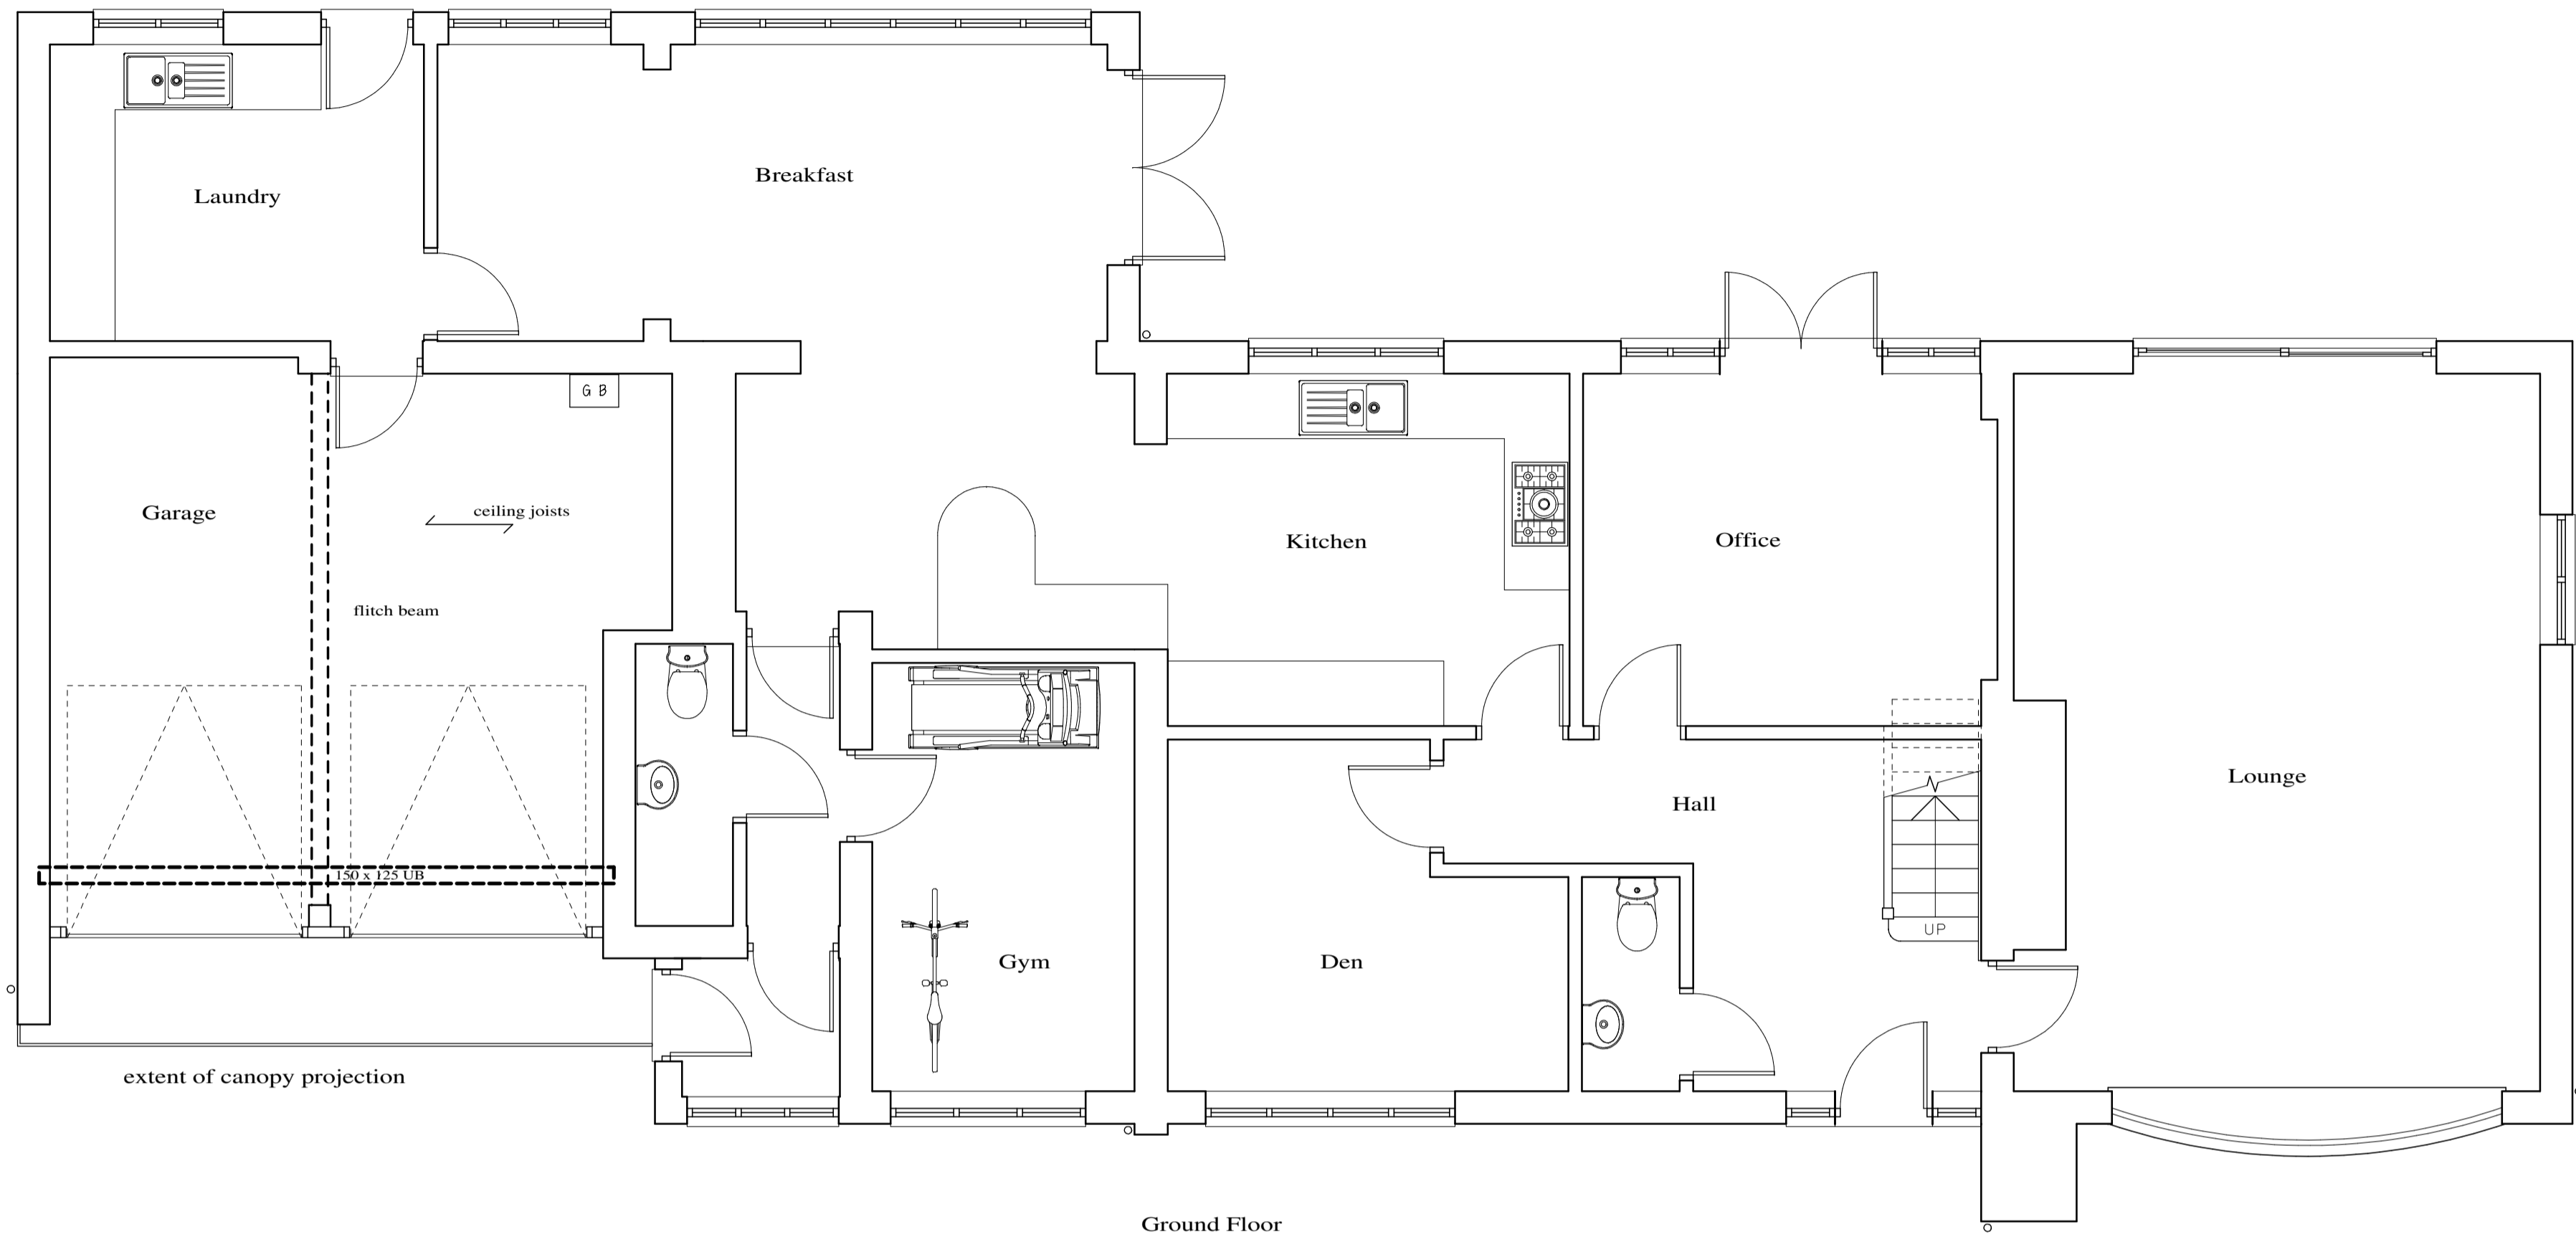 Breakfast
Laundry
G B
Garage
ceiling joists
Kitchen
Office
flitch beam
Lounge
Hall
150 x 125 UB
UP
Gym
Den
extent of canopy projection
Ground Floor